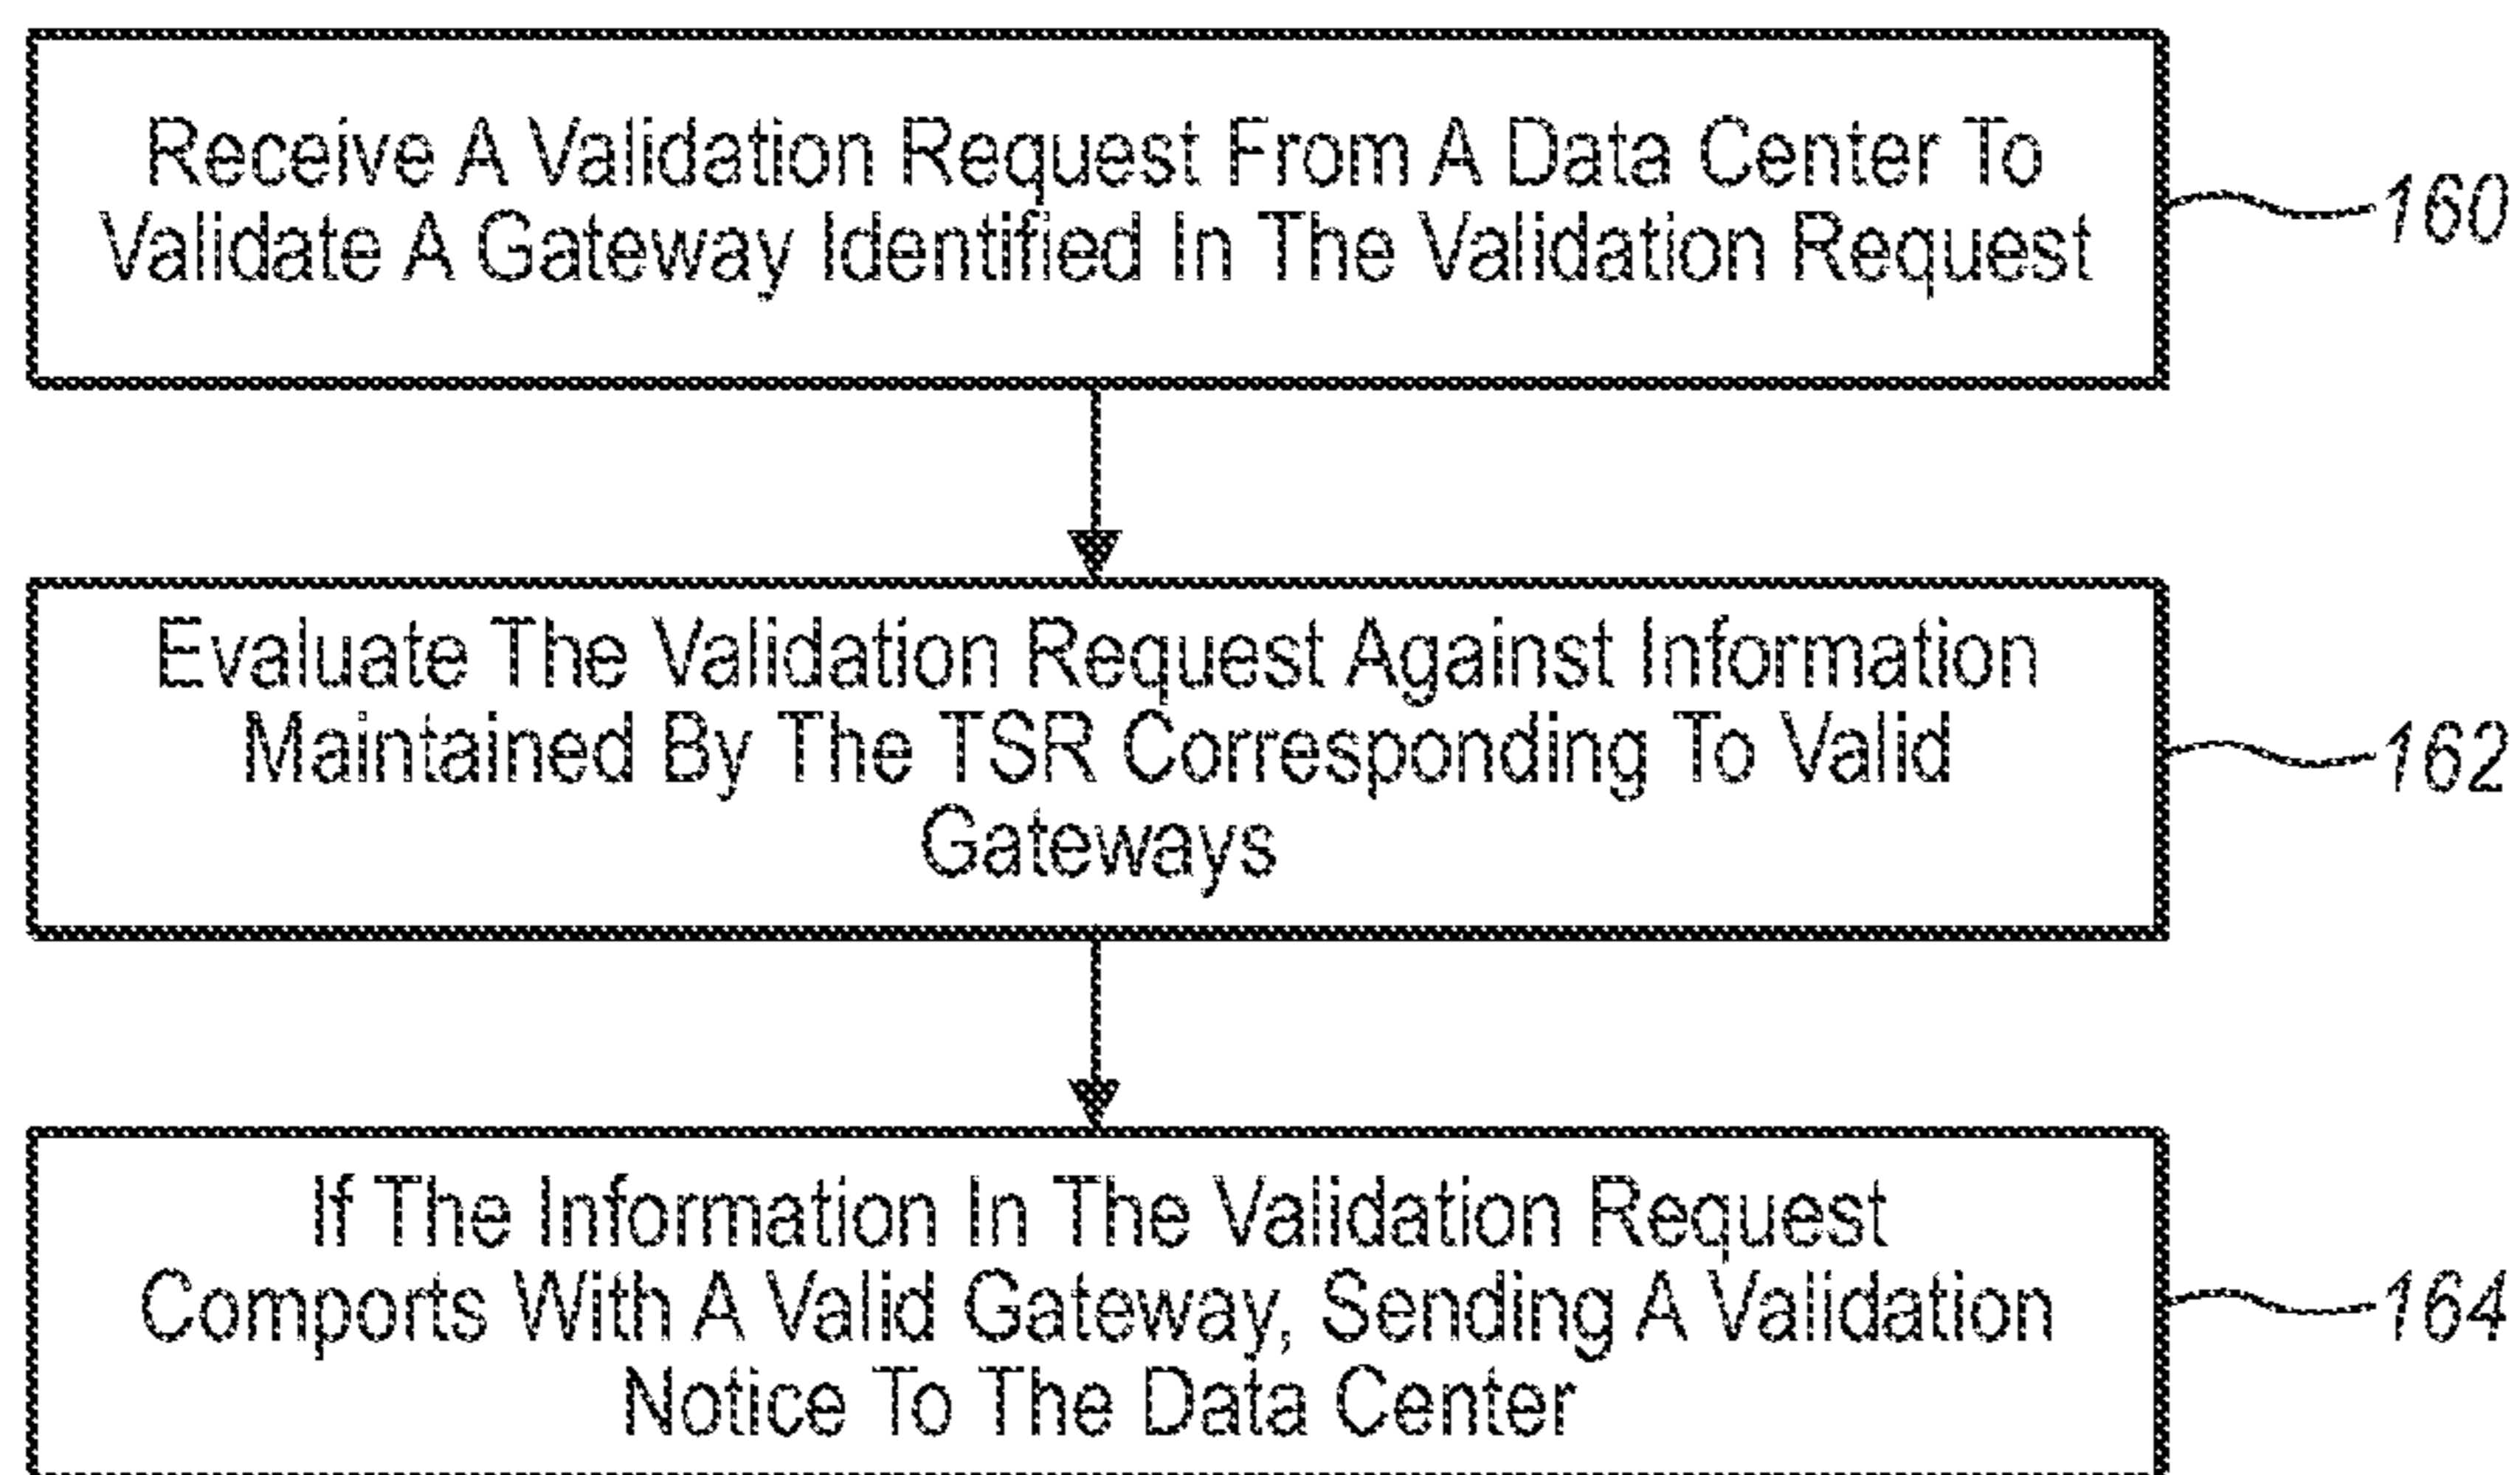 Receive A Validation Request From A Data Center To
Validate A Gateway Identified In The Validation Request
160
Evaluate The Validation Request Against Information
Maintained By The TSR Corresponding To Valid
Gateways
162
If The Information In The Validation Request
Comports With A Valid Gateway, Sending A Validation
Notice To The Data Center
164